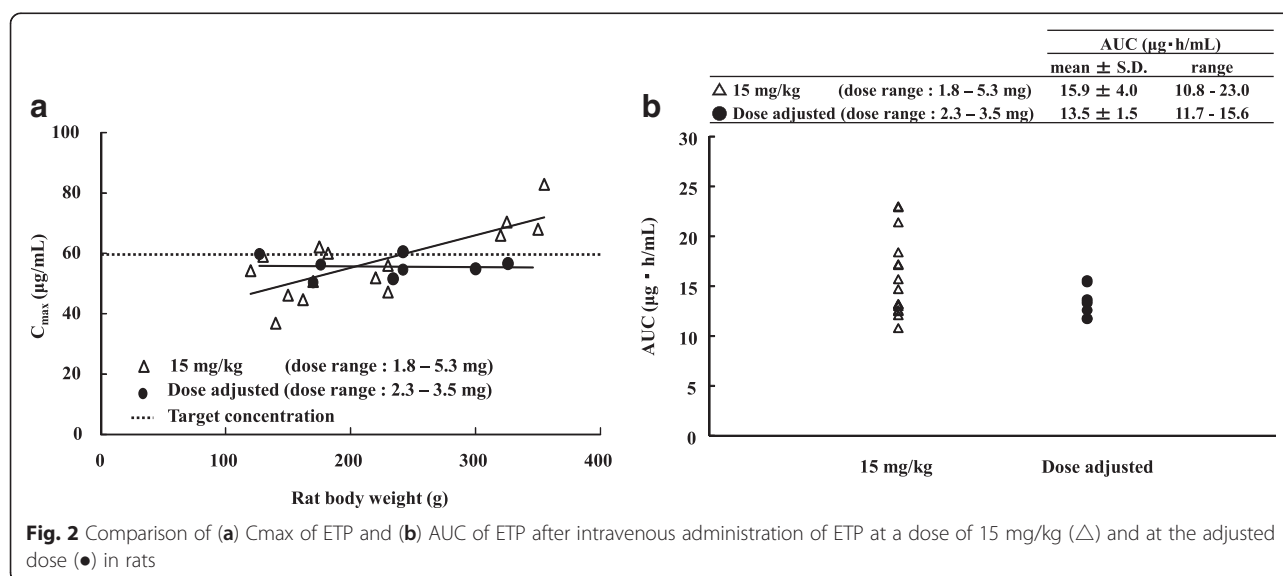 AUC (µg・h/mL)
mean ± S.D. range
△ 15 mg/kg (dose range : 1.8 – 5.3 mg) 15.9 ± 4.0 10.8 - 23.0
● Dose adjusted (dose range : 2.3 – 3.5 mg) 13.5 ± 1.5 11.7 - 15.6
a
100
80
60
40
20
0
Cmax (µg/mL)
△ 15 mg/kg (dose range : 1.8 – 5.3 mg)
● Dose adjusted (dose range : 2.3 – 3.5 mg)
Target concentration
0 100 200 300 400
Rat body weight (g)
b
30
25
20
15
10
5
0
AUC (µg・h/mL)
15 mg/kg Dose adjusted
Fig. 2 Comparison of (a) Cmax of ETP and (b) AUC of ETP after intravenous administration of ETP at a dose of 15 mg/kg (△) and at the adjusted
dose (●) in rats